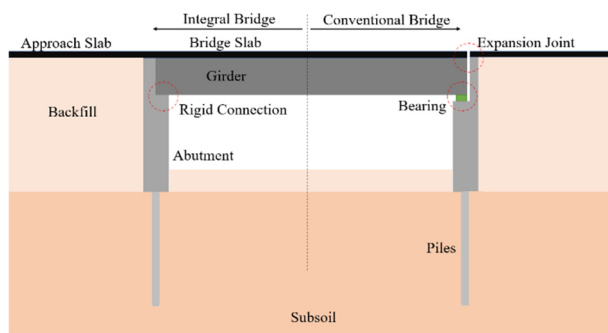 Integral Bridge
Conventional Bridge
Approach Slab
Bridge Slab
Expansion Joint
Girder
Backfill
Rigid Connection
Bearing
Abutment
Piles
Subsoil